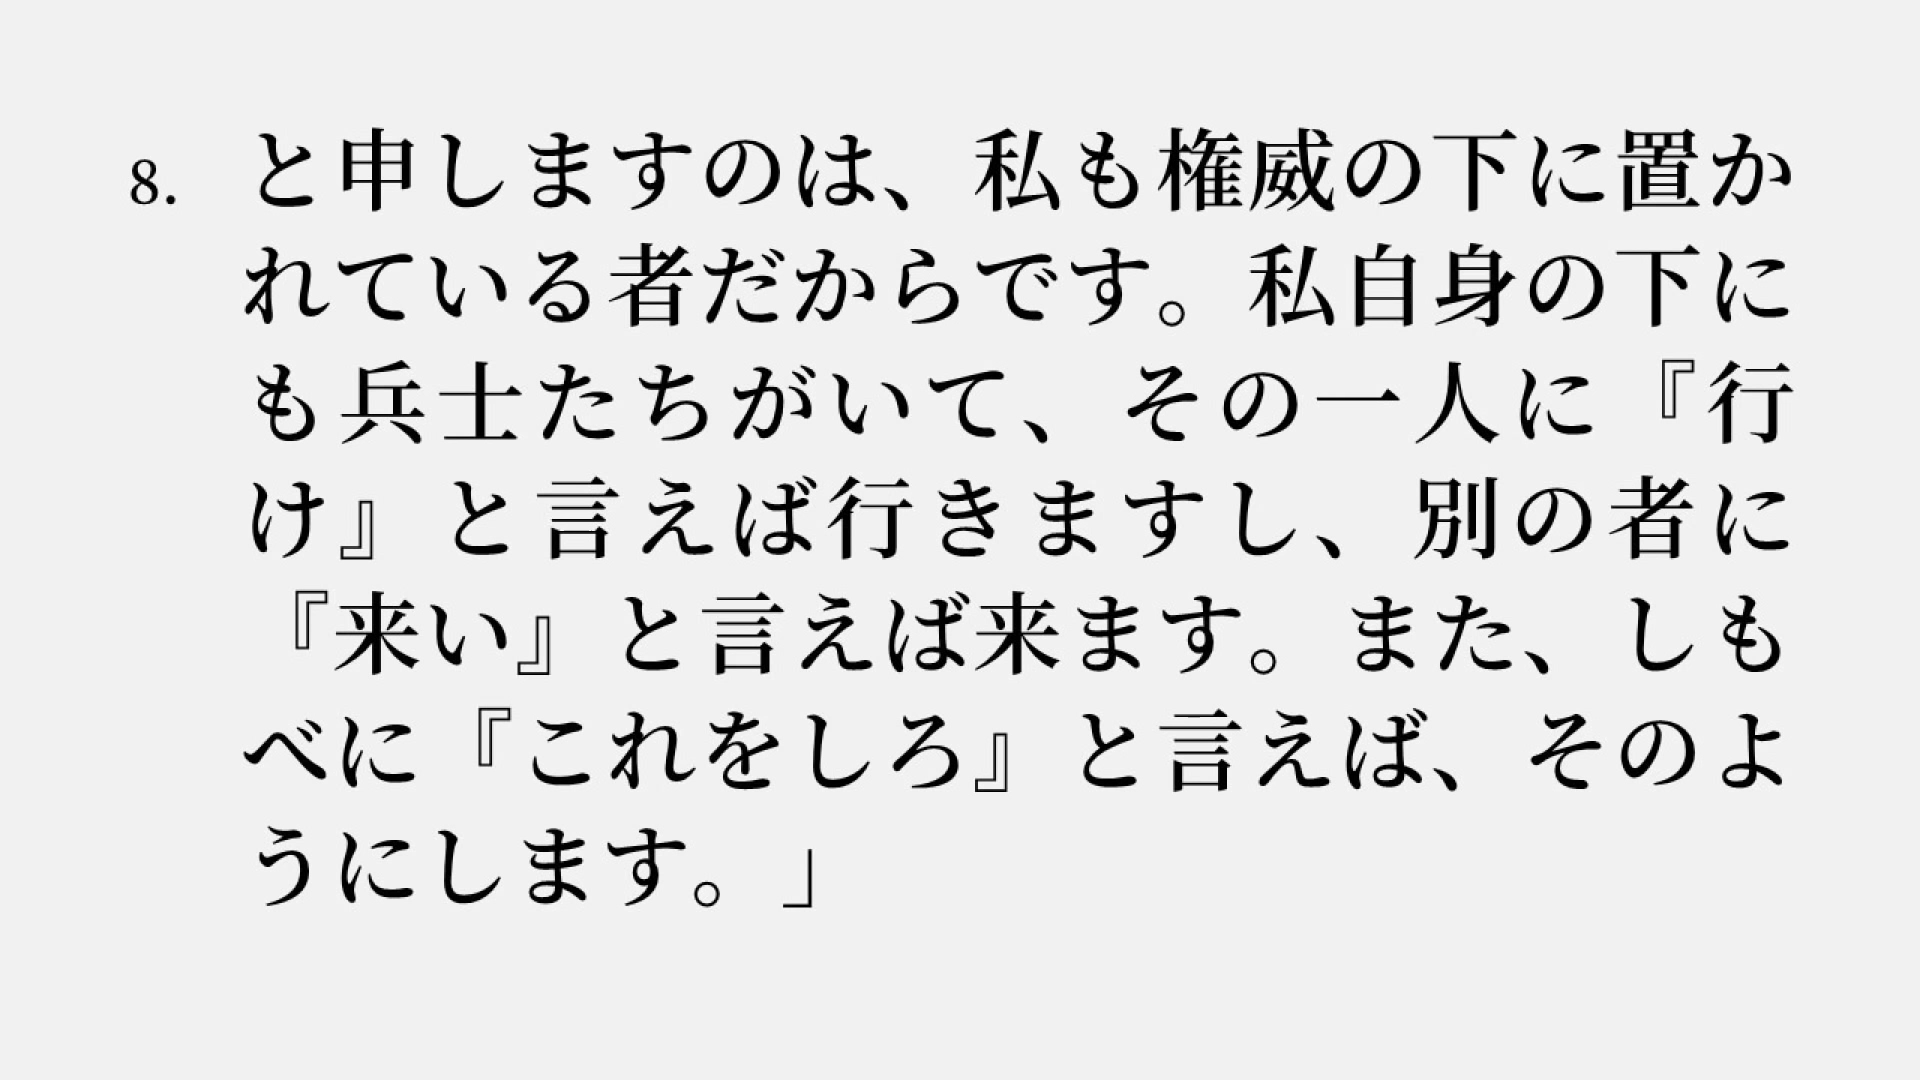 8. と申しますのは、私も権威の下に置か
れている者だからです。私自身の下に
も兵士たちがいて、その一人に『行
け』と言えば行きますし、別の者に
『来い』と言えば来ます。また、しも
べに『これをしろ』と言えば、そのよ
うにします。」